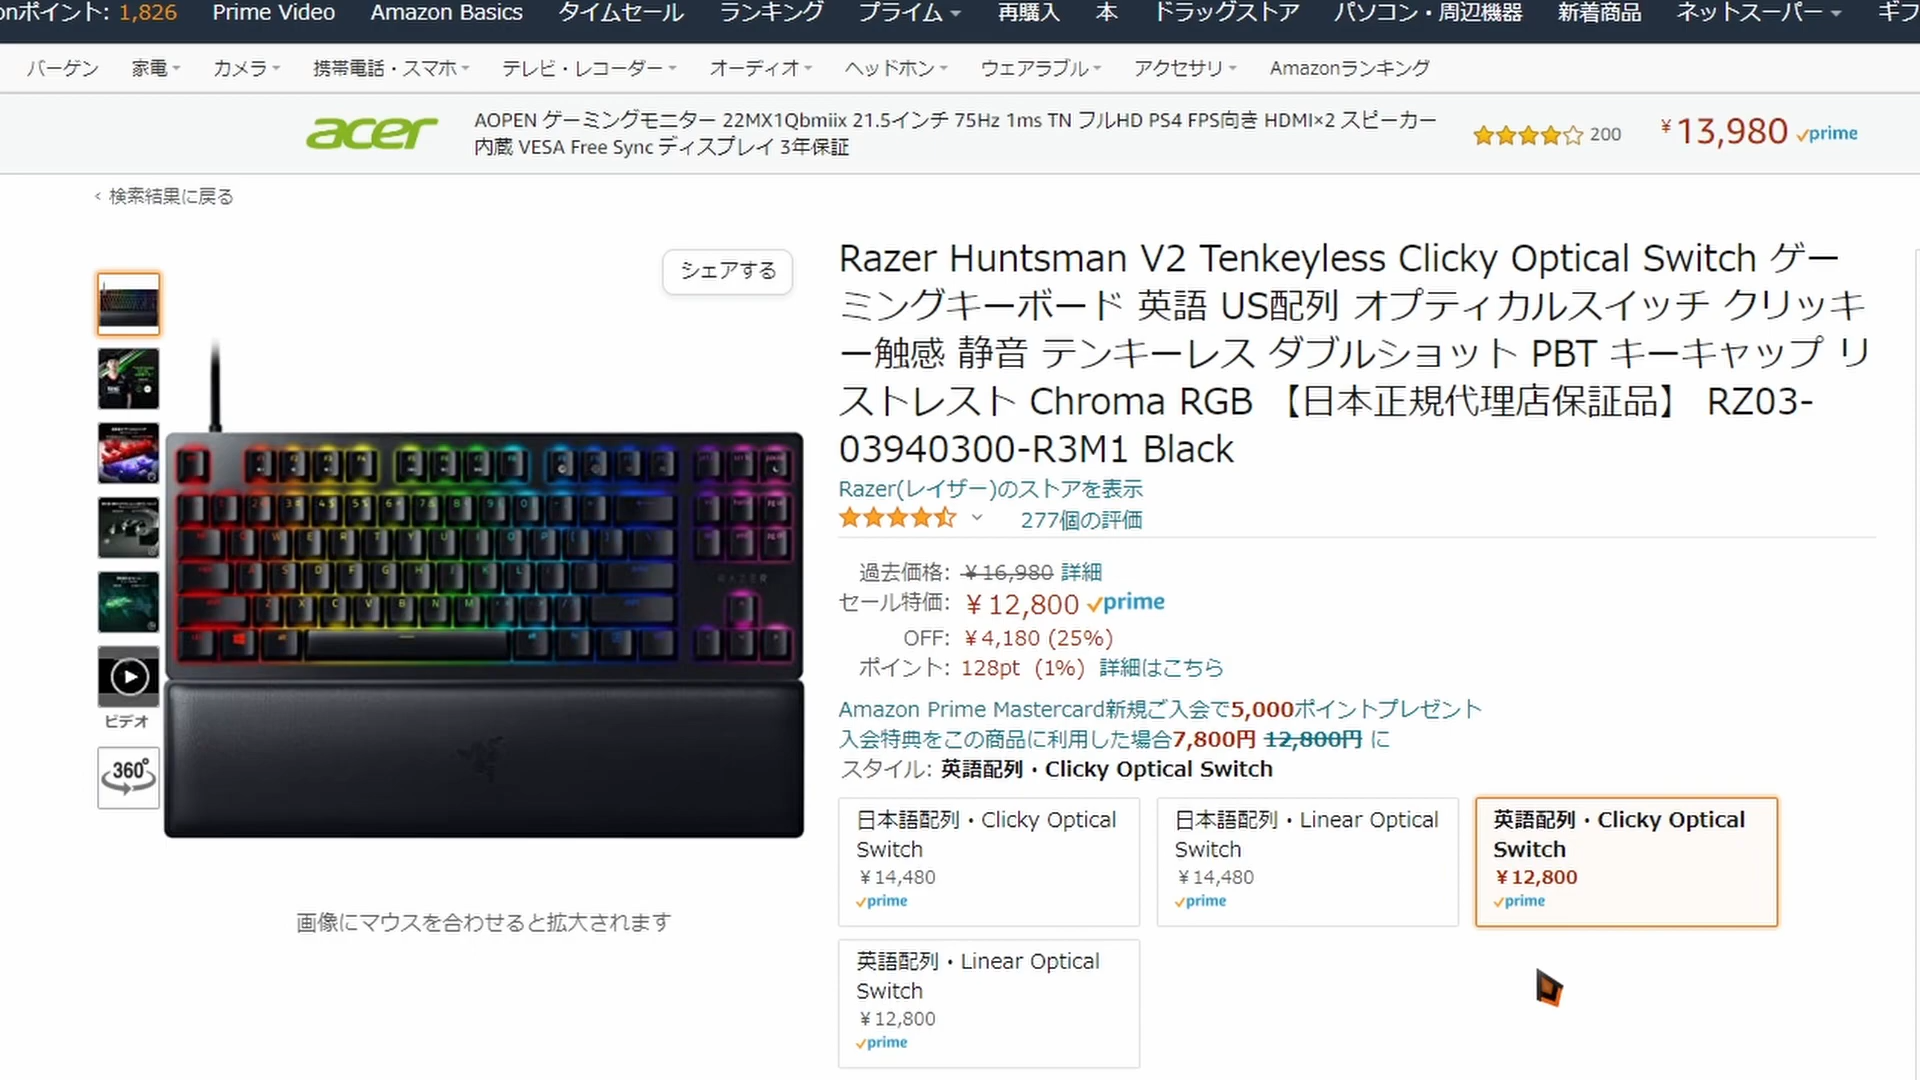 onポイント: 1,826 Prime Video Amazon Basics タイムセール ランキング プライム 再購入 本 ドラッグストア パソコン・周辺機器 新着商品 ネットスーパー ギフ
バーゲン 家電 カメラ 携帯電話・スマホ テレビ・レコーダー オーディオ ヘッドホン ウェアラブル アクセサリ Amazonランキング
acer
AOPEN ゲーミングモニター 22MX1Qbmiix 21.5インチ 75Hz 1ms TN フルHD PS4 FPS向き HDMI×2 スピーカー
内蔵 VESA Free Sync ディスプレイ 3年保証
200
¥13,980 prime
‹ 検索結果に戻る
シェアする
ビデオ
360°
RAZER
画像にマウスを合わせると拡大されます
Razer Huntsman V2 Tenkeyless Clicky Optical Switch ゲー
ミングキーボード 英語 US配列 オプティカルスイッチ クリッキ
ー触感 静音 テンキーレス ダブルショット PBT キーキャップ リ
ストレスト Chroma RGB 【日本正規代理店保証品】 RZ03-
03940300-R3M1 Black
Razer(レイザー)のストアを表示
277個の評価
過去価格: ¥16,980 詳細
セール特価: ¥12,800 prime
OFF: ¥4,180 (25%)
ポイント: 128pt (1%) 詳細はこちら
Amazon Prime Mastercard新規ご入会で5,000ポイントプレゼント
入会特典をこの商品に利用した場合7,800円 12,800円 に
スタイル: 英語配列・Clicky Optical Switch
日本語配列・Clicky Optical
Switch
¥14,480
prime
日本語配列・Linear Optical
Switch
¥14,480
prime
英語配列・Clicky Optical
Switch
¥12,800
prime
英語配列・Linear Optical
Switch
¥12,800
prime